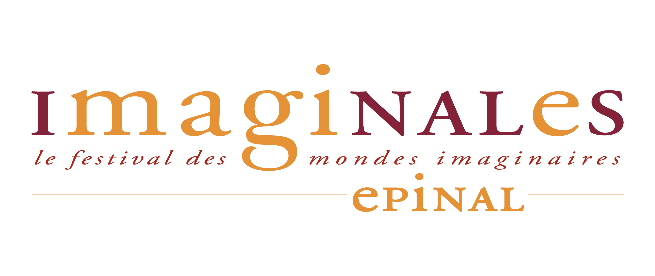 imagiNALeS
le festival des mondes imaginaires
ePiNAL